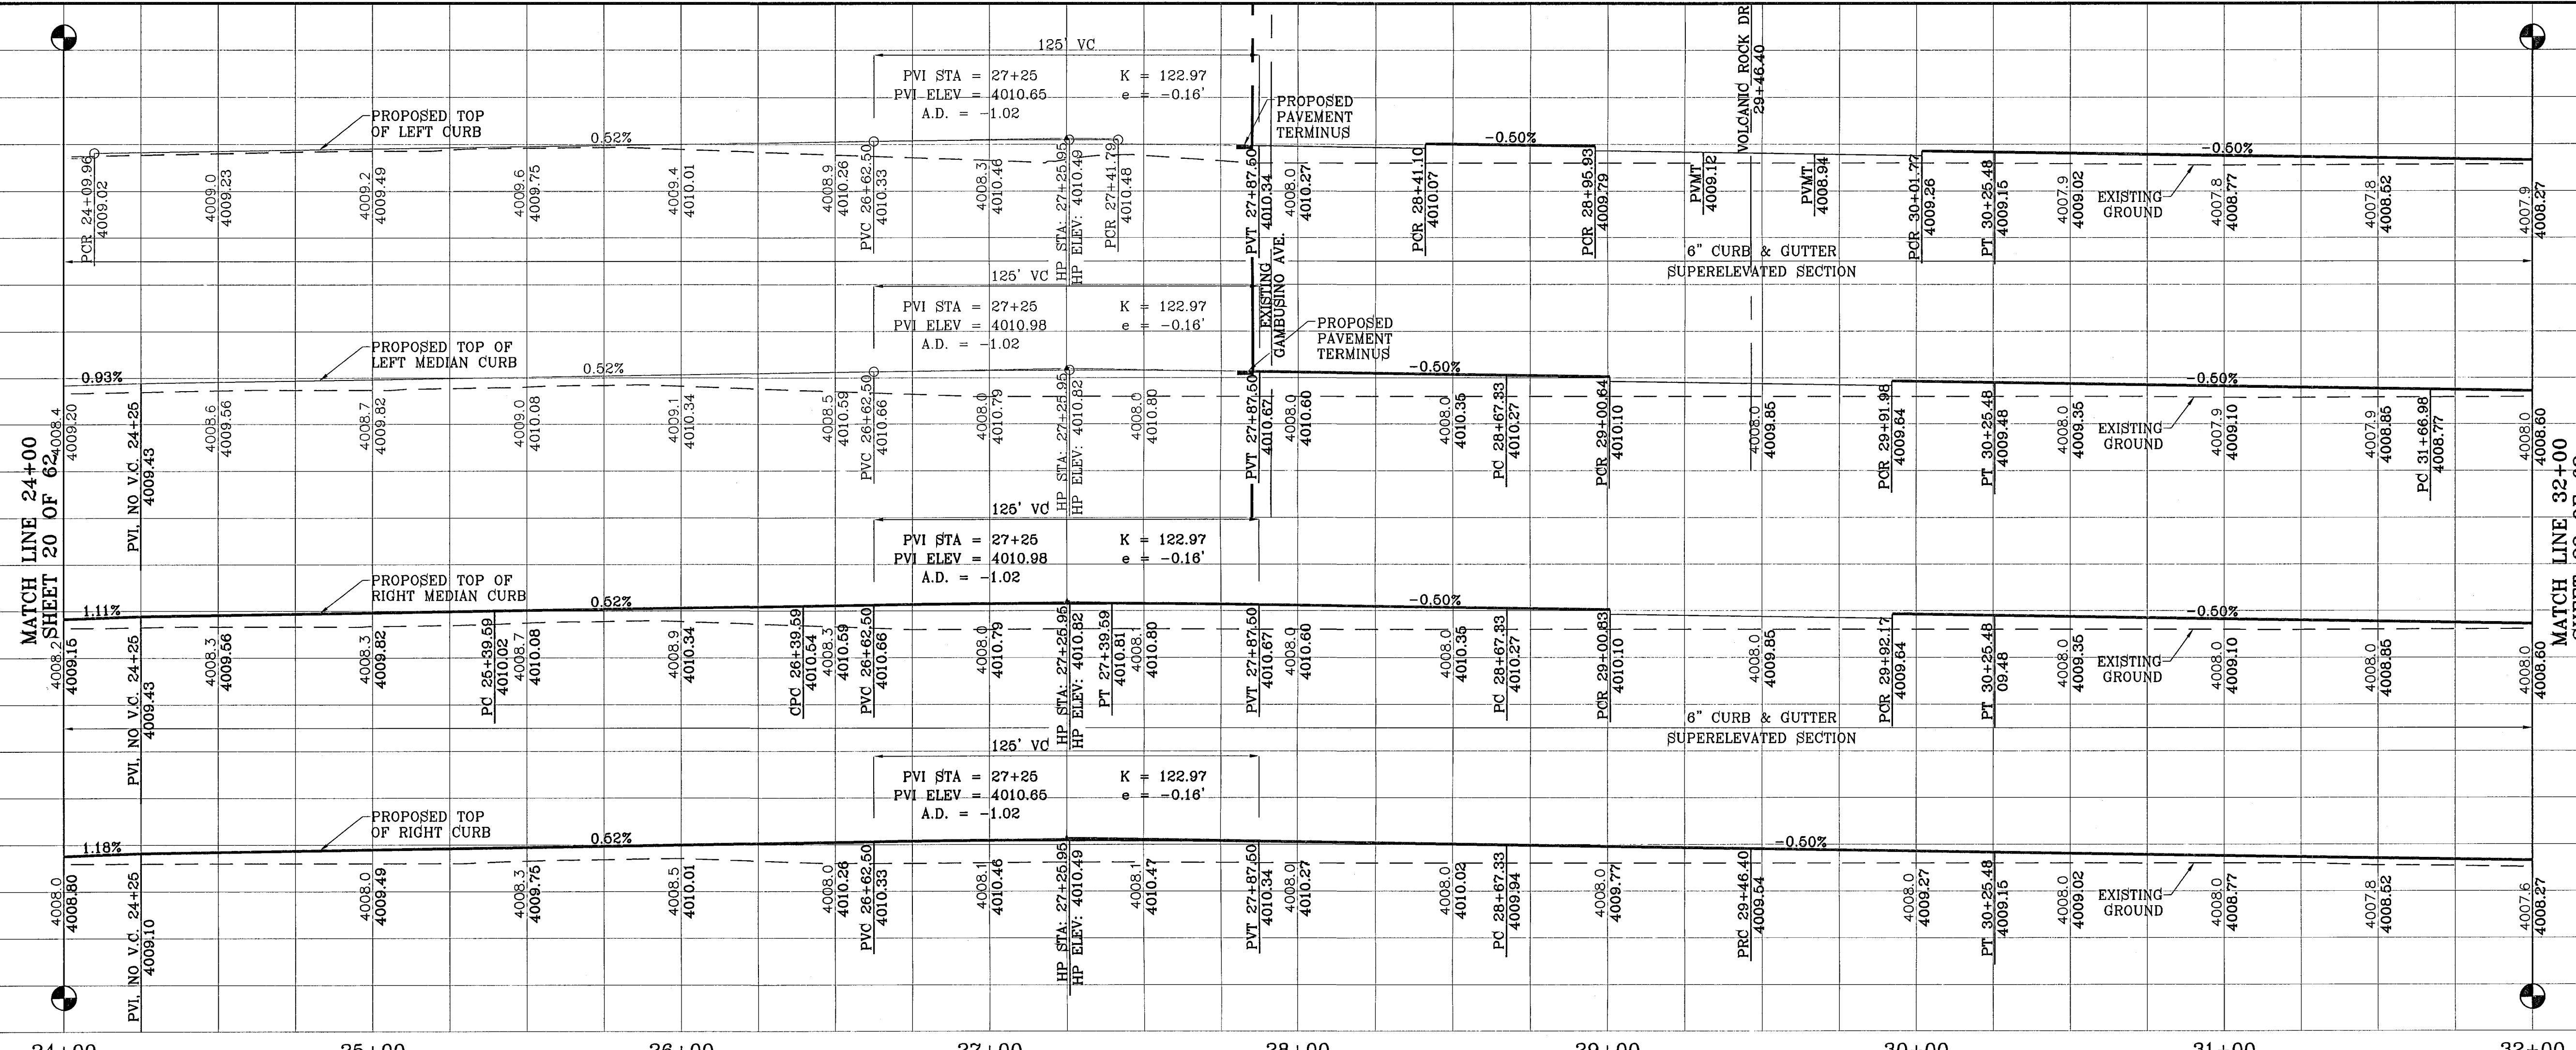 125' VC
PVI STA = 27+25
K = 122.97
PVI ELEV = 4010.65
e = -0.16'
A.D. = -1.02
VOLCANIC ROCK DR
29+46.40
PROPOSED TOP
OF LEFT CURB
0.52%
PROPOSED
PAVEMENT
TERMINUS
-0.50%
-0.50%
PCR 24+09.96
4009.02
4009.0
4009.23
4009.2
4009.49
4009.6
4009.75
4009.4
4010.01
4008.9
4010.26
PVC 26+62.50
4010.33
4008.3
4010.46
HP STA: 27+25.95
HP ELEV: 4010.49
PCR 27+41.79
4010.48
PVT 27+87.50
4010.34
4008.0
4010.27
PCR 28+41.10
4010.07
PCR 28+95.93
4009.79
PVMT
4009.12
PVMT
4008.94
PCR 30+01.77
4009.26
PT 30+25.48
4009.15
4007.9
4009.02
EXISTING
GROUND
4007.8
4008.77
4007.8
4008.52
4007.9
4008.27
6" CURB & GUTTER
SUPERELEVATED SECTION
EXISTING
GAMBUSINO AVE.
125' VC
PVI STA = 27+25
K = 122.97
PVI ELEV = 4010.98
e = -0.16'
A.D. = -1.02
PROPOSED TOP OF
LEFT MEDIAN CURB
PROPOSED
PAVEMENT
TERMINUS
0.93%
0.52%
-0.50%
-0.50%
4008.4
4009.20
PVI, NO V.C. 24+25
4009.43
4008.6
4009.56
4008.7
4009.82
4009.0
4010.08
4009.1
4010.34
4008.5
4010.59
PVC 26+62.50
4010.66
4008.0
4010.79
HP STA: 27+25.95
HP ELEV: 4010.82
4008.0
4010.80
PVT 27+87.50
4010.67
4008.0
4010.60
4008.0
4010.35
PC 28+67.33
4010.27
PCR 29+00.64
4010.10
4008.0
4009.85
PCR 29+91.98
4009.64
PT 30+25.48
4009.48
4008.0
4009.35
EXISTING
GROUND
4007.9
4009.10
4007.9
4008.85
PC 31+66.98
4008.77
4008.0
4008.60
MATCH LINE 24+00
SHEET 20 OF 62
MATCH LINE 32+00
125' VC
PVI STA = 27+25
K = 122.97
PVI ELEV = 4010.98
e = -0.16'
A.D. = -1.02
PROPOSED TOP OF
RIGHT MEDIAN CURB
1.11%
0.52%
-0.50%
-0.50%
4008.2
4009.15
PVI, NO V.C. 24+25
4009.43
4008.3
4009.56
4008.3
4009.82
PC 25+39.59
4010.02
4008.7
4010.08
4008.9
4010.34
CPC 26+39.59
4010.54
4008.3
4010.59
PVC 26+62.50
4010.66
4008.0
4010.79
HP STA: 27+25.95
HP ELEV: 4010.82
PT 27+39.59
4010.81
4008.1
4010.80
PVT 27+87.50
4010.67
4008.0
4010.60
4008.0
4010.35
PC 28+67.33
4010.27
PCR 29+00.83
4010.10
4008.0
4009.85
PCR 29+92.17
4009.64
PT 30+25.48
09.48
4008.0
4009.35
EXISTING
GROUND
4008.0
4009.10
4008.0
4008.85
4008.0
4008.60
6" CURB & GUTTER
SUPERELEVATED SECTION
125' VC
PVI STA = 27+25
K = 122.97
PVI ELEV = 4010.65
e = -0.16'
A.D. = -1.02
PROPOSED TOP
OF RIGHT CURB
1.18%
0.52%
-0.50%
4008.0
4008.80
PVI, NO V.C. 24+25
4009.10
4008.0
4009.49
4008.3
4009.75
4008.5
4010.01
4008.0
4010.26
PVC 26+62.50
4010.33
4008.1
4010.46
HP STA: 27+25.95
HP ELEV: 4010.49
4008.1
4010.47
PVT 27+87.50
4010.34
4008.0
4010.27
4008.0
4010.02
PC 28+67.33
4009.94
4008.0
4009.77
PRC 29+46.40
4009.54
4008.0
4009.27
PT 30+25.48
4009.15
4008.0
4009.02
EXISTING
GROUND
4008.0
4008.77
4007.8
4008.52
4007.6
4008.27
24+00
25+00
26+00
27+00
28+00
29+00
30+00
31+00
32+00